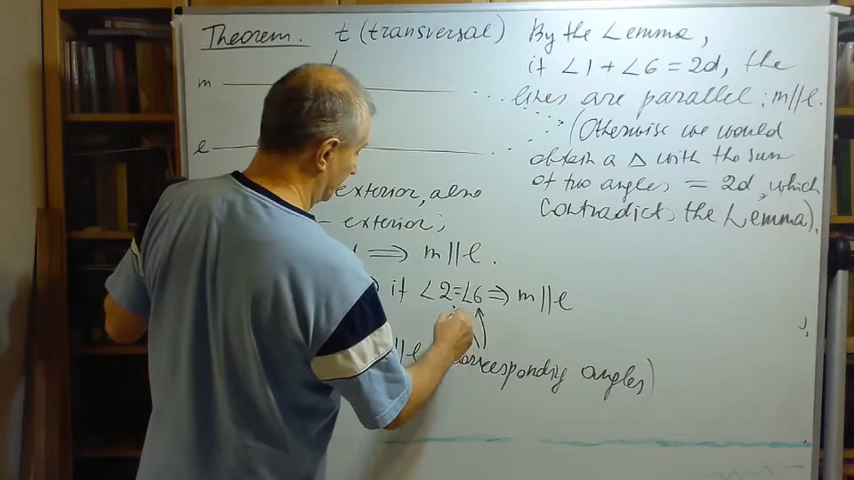 Theorem. t (transversal)
m
l
exterior, also
- exterior;
⟹ m||l.
if ∠2=∠6 ⟹ m||l
||l
corresponding angles)
By the Lemma,
if ∠1 + ∠6 = 2d, the
lines are parallel: m||l.
(Otherwise we would
obtain a △ with the sum
of two angles = 2d, which
contradicts the Lemma).